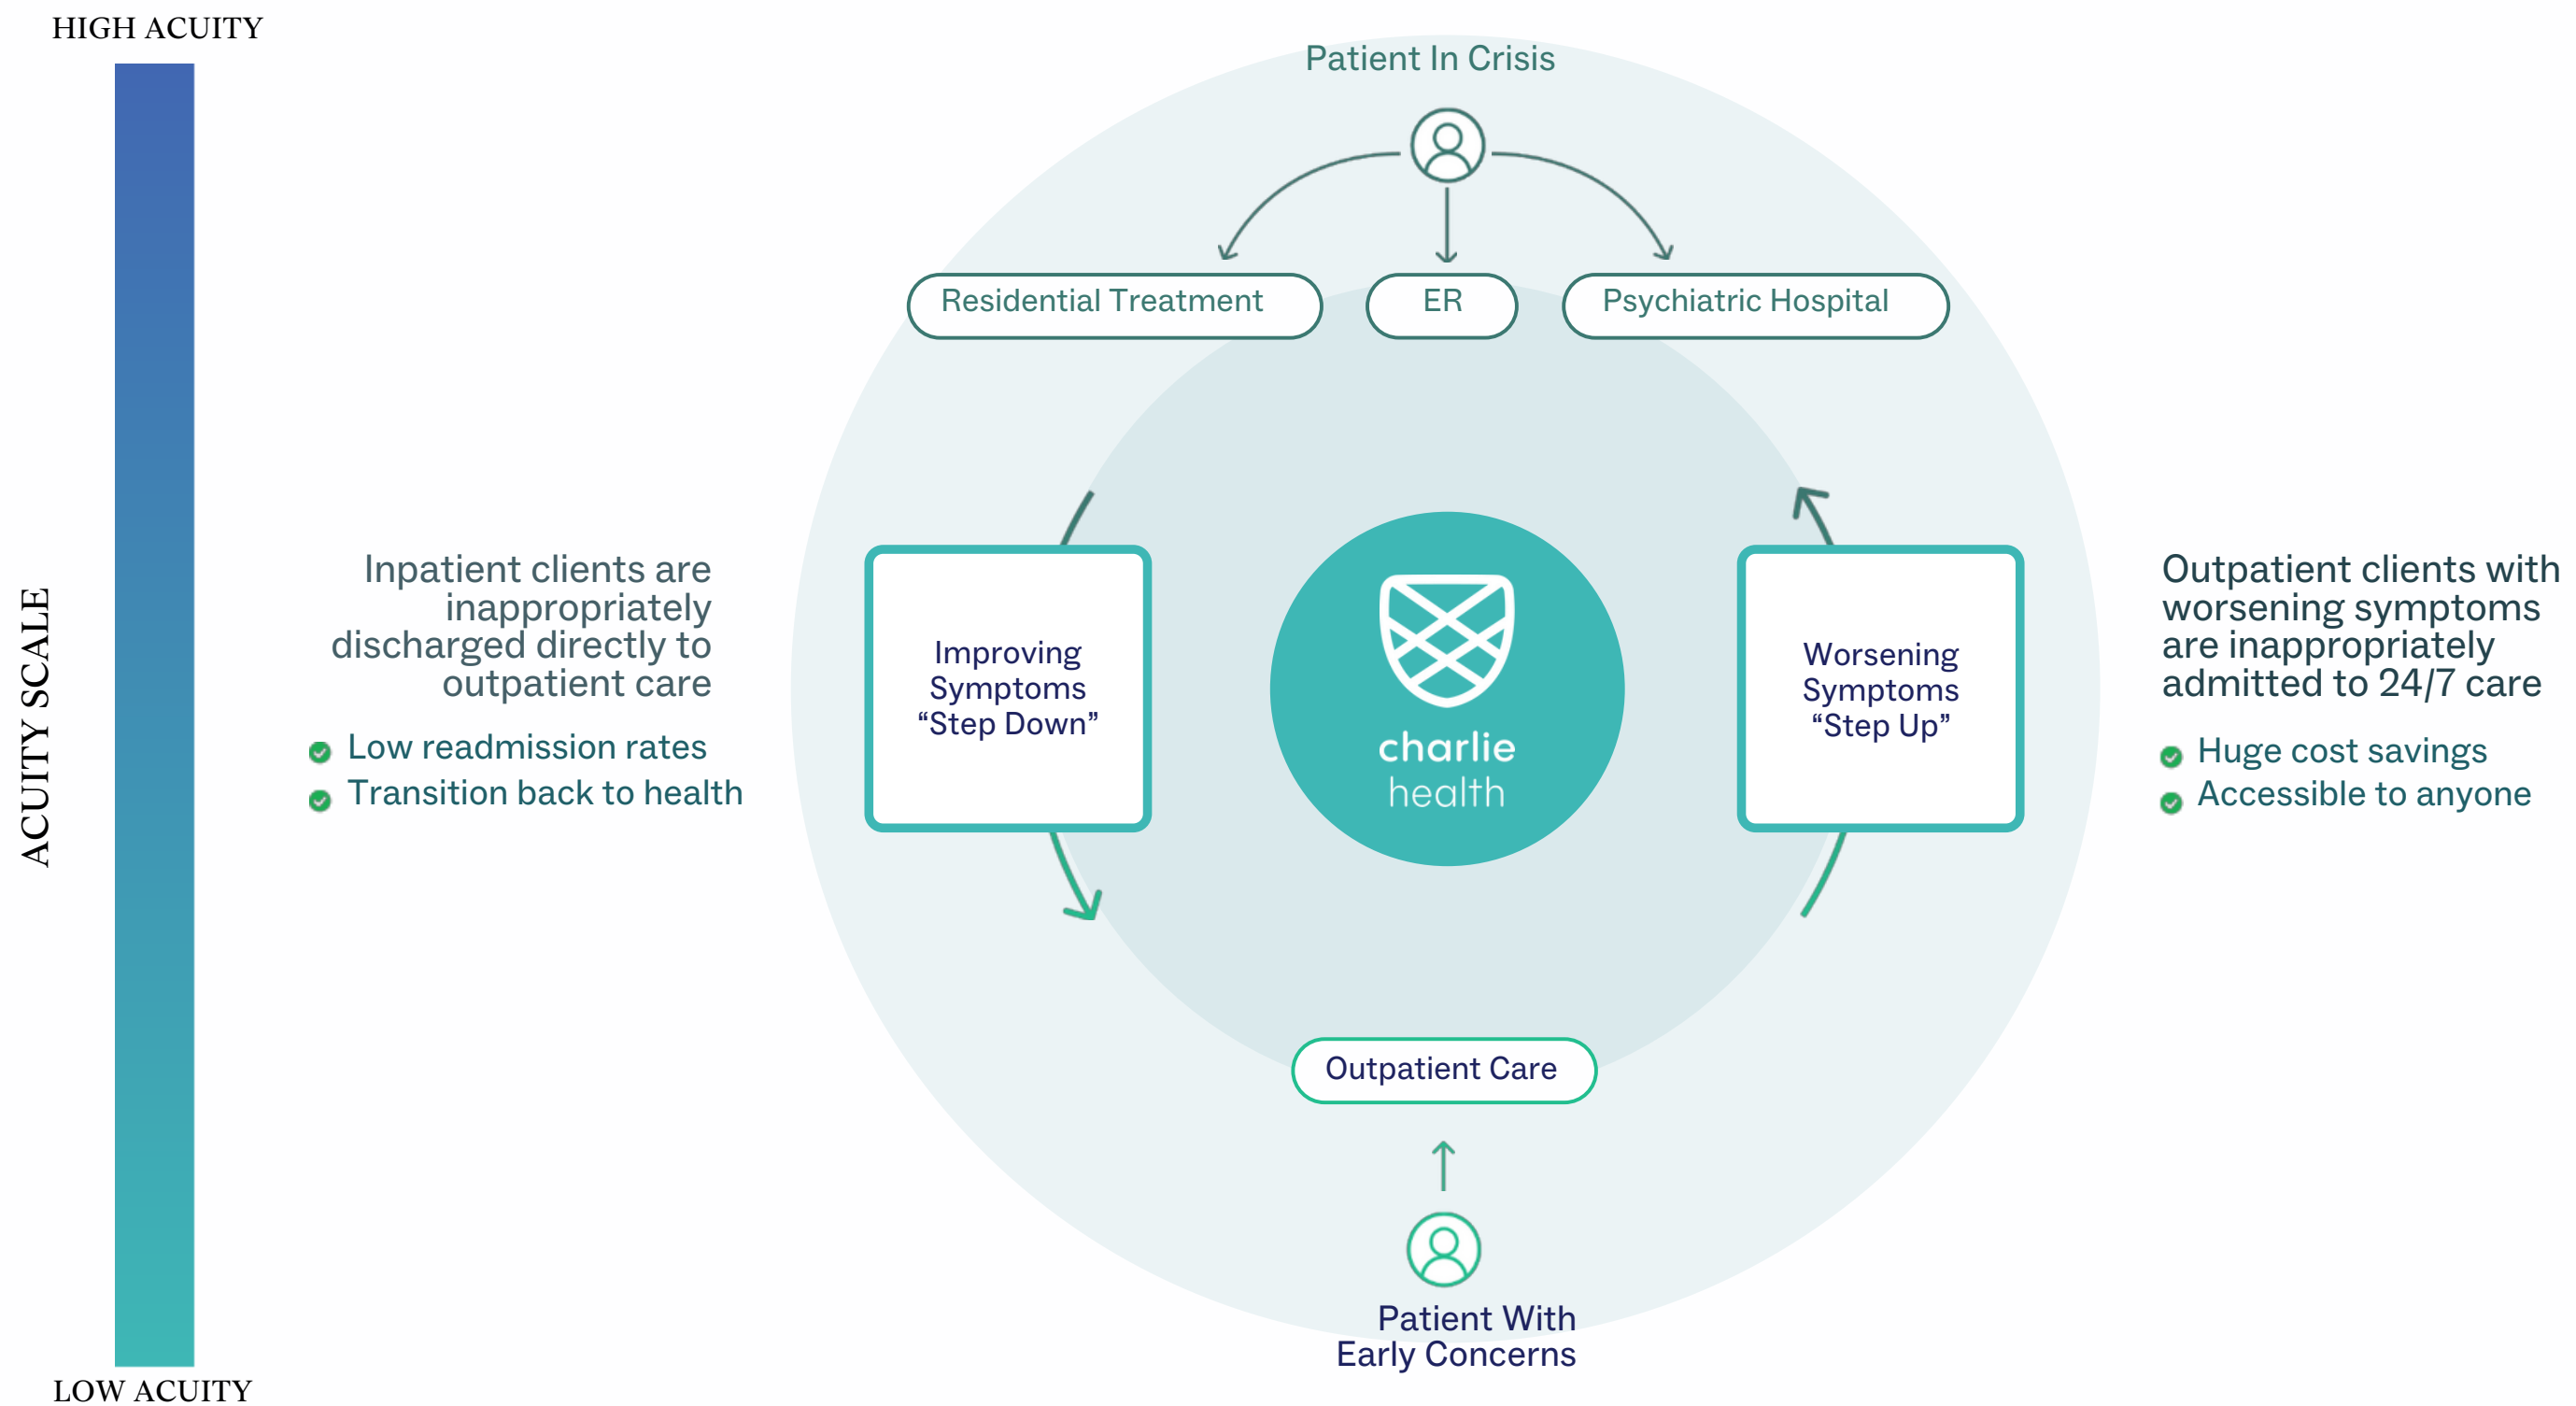 HIGH ACUITY
ACUITY SCALE
LOW ACUITY
Patient In Crisis
Residential Treatment
ER
Psychiatric Hospital
Inpatient clients are
inappropriately
discharged directly to
outpatient care
Low readmission rates
Transition back to health
Improving
Symptoms
“Step Down”
charlie
health
Worsening
Symptoms
“Step Up”
Outpatient clients with
worsening symptoms
are inappropriately
admitted to 24/7 care
Huge cost savings
Accessible to anyone
Outpatient Care
Patient With
Early Concerns